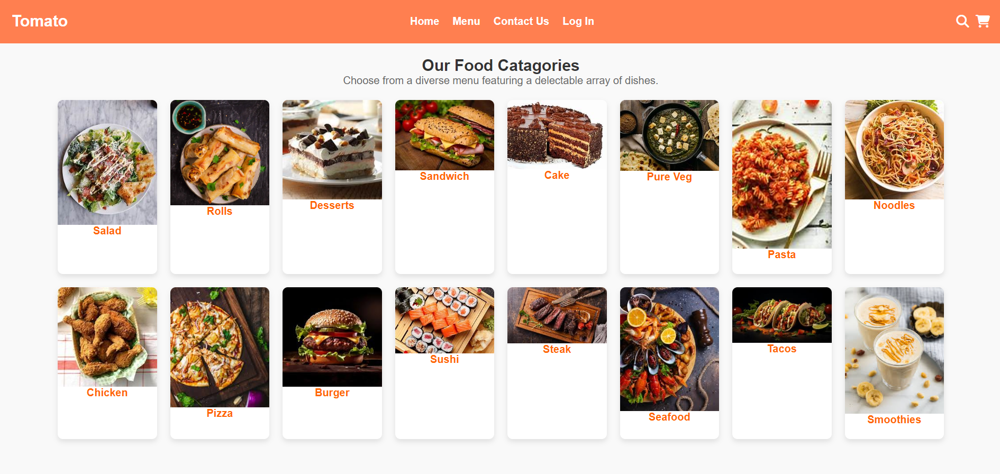 Tomato
Home Menu Contact Us Log In
Our Food Catagories
Choose from a diverse menu featuring a delectable array of dishes.
Salad
Rolls
Desserts
Sandwich
Cake
Pure Veg
Pasta
Noodles
Chicken
Pizza
Burger
Sushi
Steak
Seafood
Tacos
Smoothies